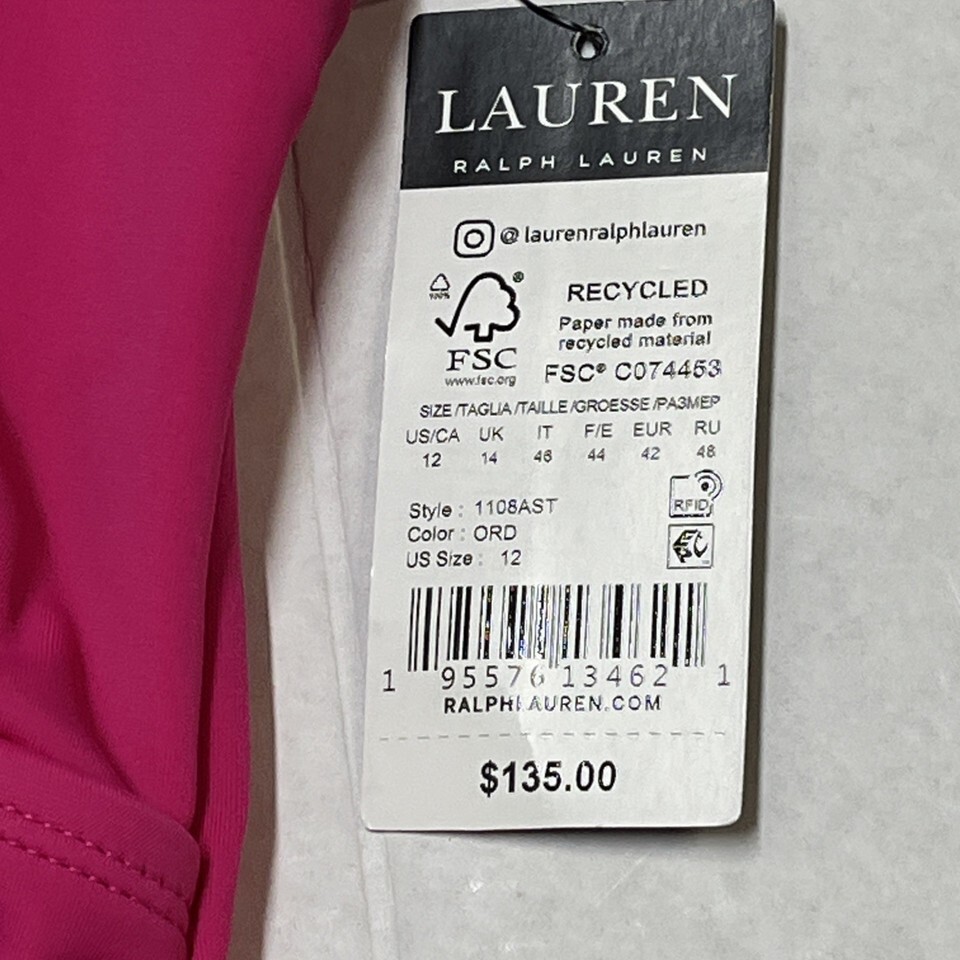 LAUREN
RALPH LAUREN
@laurenralphlauren
100%
®
FSC
www.fsc.org
RECYCLED
Paper made from
recycled material
FSC® C074453
SIZE/TAGLIA/TAILLE/GROESSE/РАЗМЕР
US/CA UK IT F/E EUR RU
12 14 46 44 42 48
RFID
Style : 1108AST
Color : ORD
US Size : 12
1 95576 13462 1
RALPHLAUREN.COM
$135.00